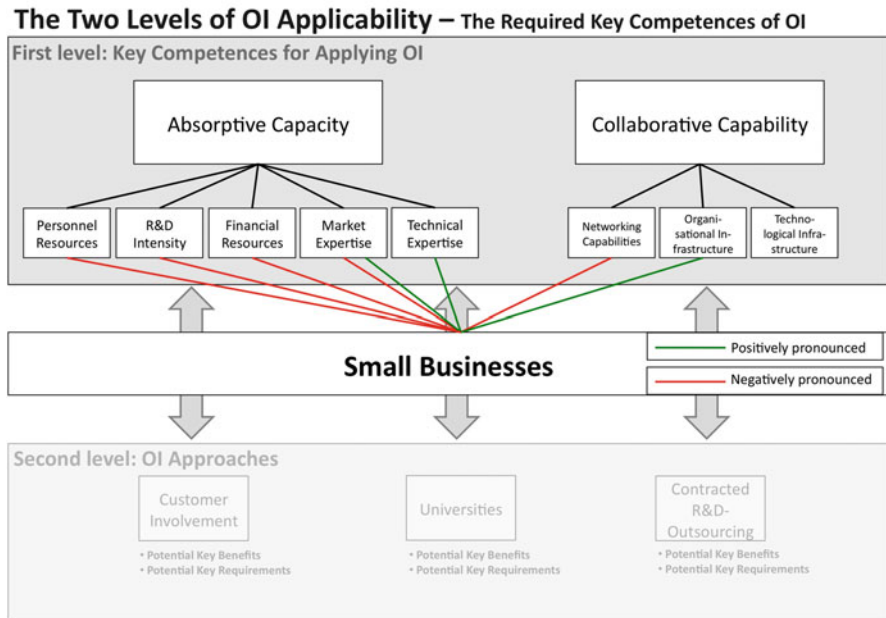 The Two Levels of OI Applicability – The Required Key Competences of OI
First level: Key Competences for Applying OI
Absorptive Capacity
Collaborative Capability
Personnel
Resources
R&D
Intensity
Financial
Resources
Market
Expertise
Technical
Expertise
Networking
Capabilities
Organi-
sational In-
frastructure
Techno-
logical Infra-
structure
Small Businesses
Positively pronounced
Negatively pronounced
Second level: OI Approaches
Customer
Involvement
Universities
Contracted
R&D-
Outsourcing
• Potential Key Benefits
• Potential Key Requirements
• Potential Key Benefits
• Potential Key Requirements
• Potential Key Benefits
• Potential Key Requirements